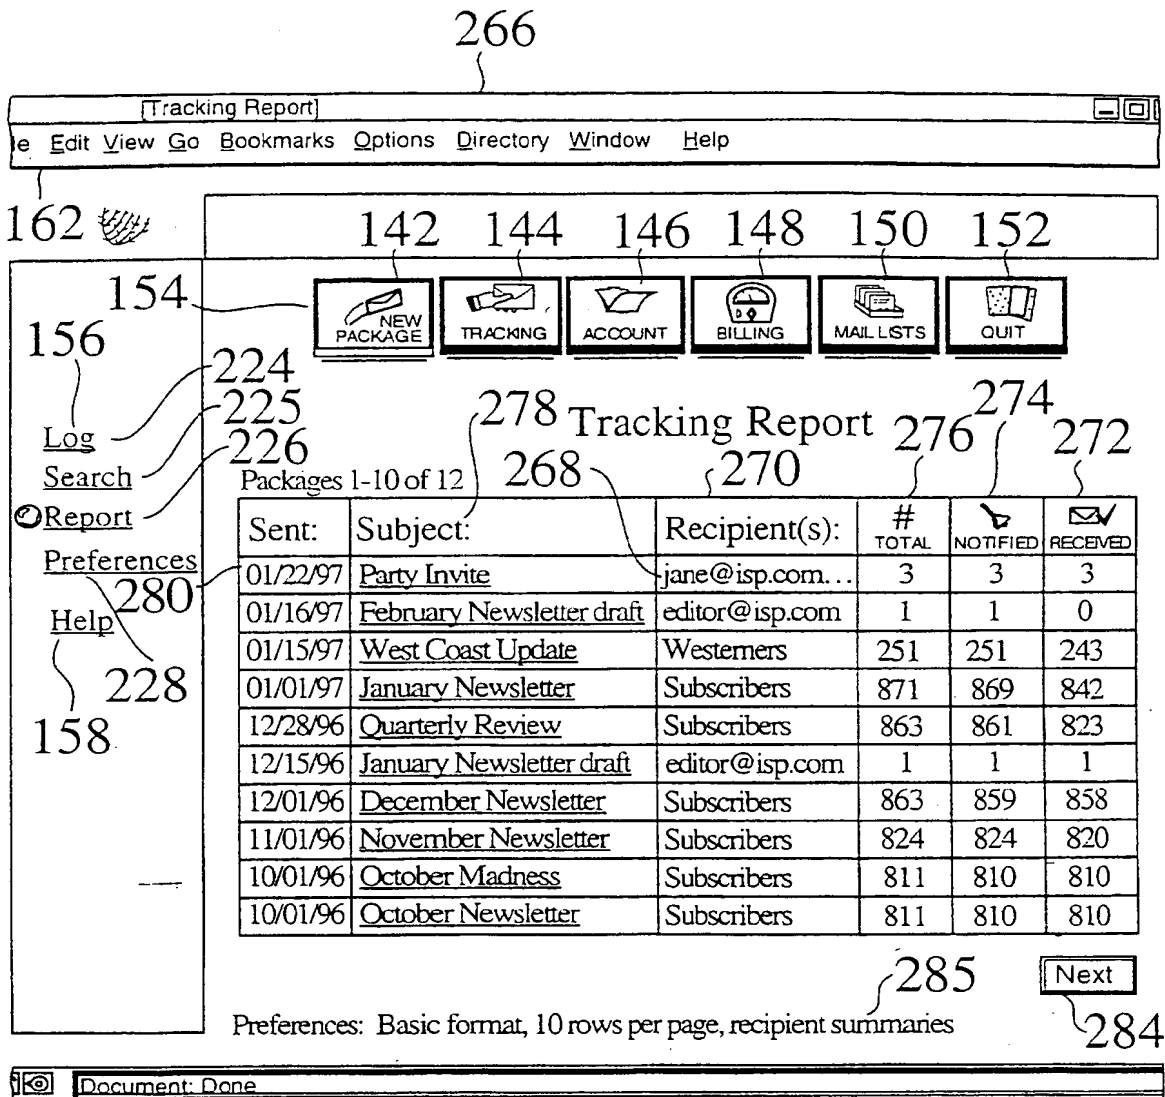 266
[Tracking Report]
le Edit View Go Bookmarks Options Directory Window Help
162 142 144 146 148 150 152
154
NEW PACKAGE TRACKING ACCOUNT BILLING MAIL LISTS QUIT
156
224
225
226
Log
Search
Report
Preferences
Help
280
228
158
278 Tracking Report 276 274 272
268 270
Packages 1-10 of 12
Sent: Subject: Recipient(s): # TOTAL NOTIFIED RECEIVED
01/22/97 Party Invite jane@isp.com... 3 3 3
01/16/97 February Newsletter draft editor@isp.com 1 1 0
01/15/97 West Coast Update Westerners 251 251 243
01/01/97 January Newsletter Subscribers 871 869 842
12/28/96 Quarterly Review Subscribers 863 861 823
12/15/96 January Newsletter draft editor@isp.com 1 1 1
12/01/96 December Newsletter Subscribers 863 859 858
11/01/96 November Newsletter Subscribers 824 824 820
10/01/96 October Madness Subscribers 811 810 810
10/01/96 October Newsletter Subscribers 811 810 810
285 Next
Preferences: Basic format, 10 rows per page, recipient summaries 284
Document: Done